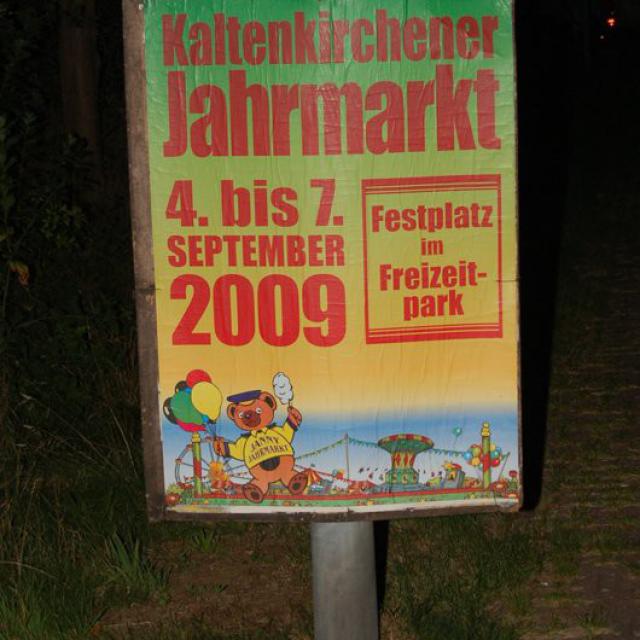 Kaltenkirchener
Jahrmarkt
4. bis 7.
SEPTEMBER
2009
Festplatz
im
Freizeit-
park
JANNY
JAHRMARKT